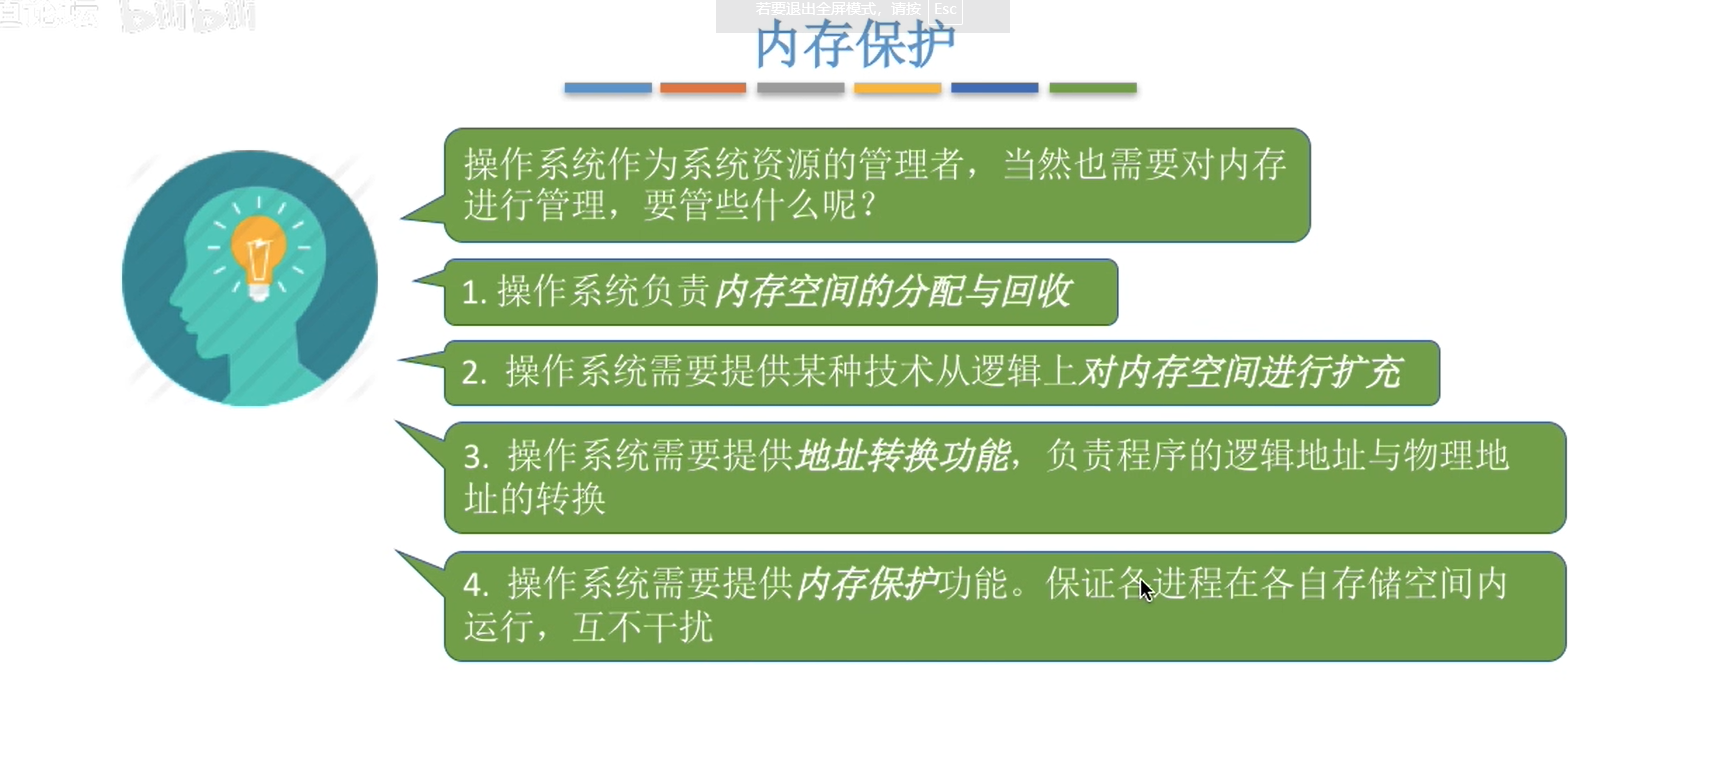 若要退出全屏模式，请按 Esc
bilibili
内存保护
操作系统作为系统资源的管理者，当然也需要对内存
进行管理，要管些什么呢？
1. 操作系统负责内存空间的分配与回收
2. 操作系统需要提供某种技术从逻辑上对内存空间进行扩充
3. 操作系统需要提供地址转换功能，负责程序的逻辑地址与物理地
址的转换
4. 操作系统需要提供内存保护功能。保证各进程在各自存储空间内
运行，互不干扰